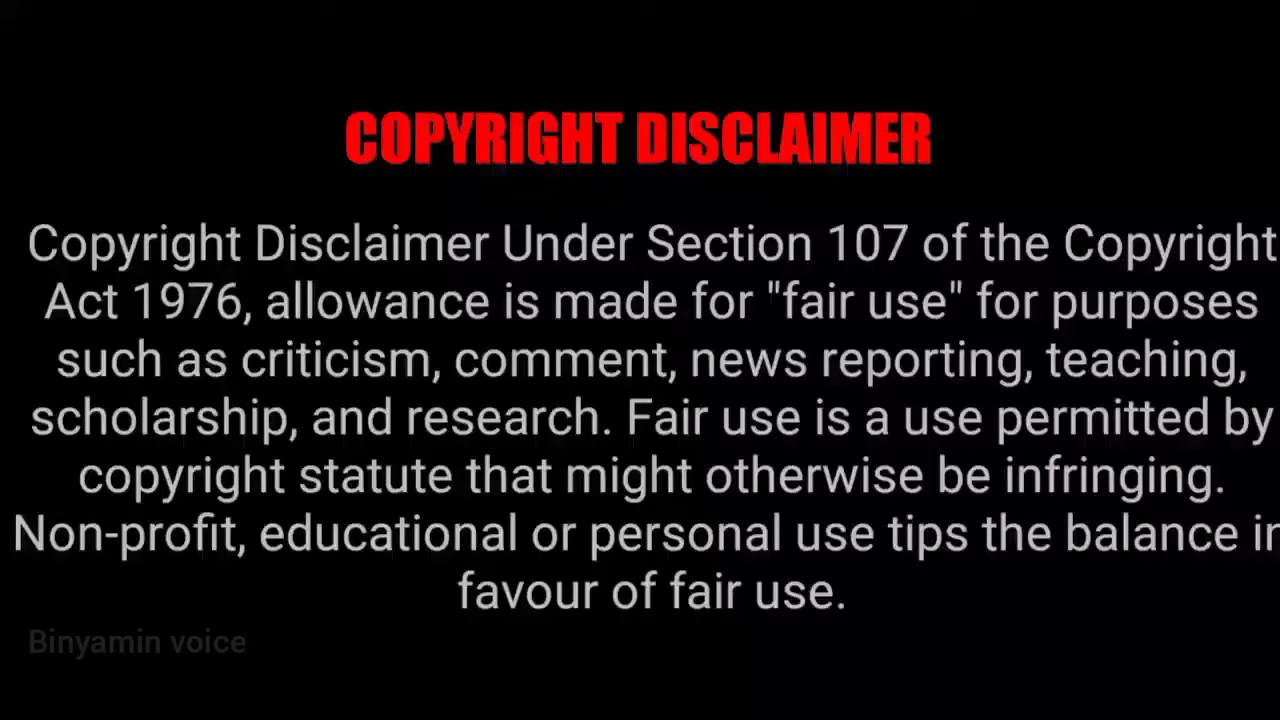 COPYRIGHT DISCLAIMER
Copyright Disclaimer Under Section 107 of the Copyright
Act 1976, allowance is made for "fair use" for purposes
such as criticism, comment, news reporting, teaching,
scholarship, and research. Fair use is a use permitted by
copyright statute that might otherwise be infringing.
Non-profit, educational or personal use tips the balance in
favour of fair use.
Binyamin voice